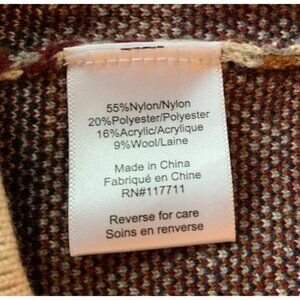 55%Nylon/Nylon
20%Polyester/Polyester
16%Acrylic/Acrylique
9%Wool/Laine
Made in China
Fabriqué en Chine
RN#117711
Reverse for care
Soins en renverse